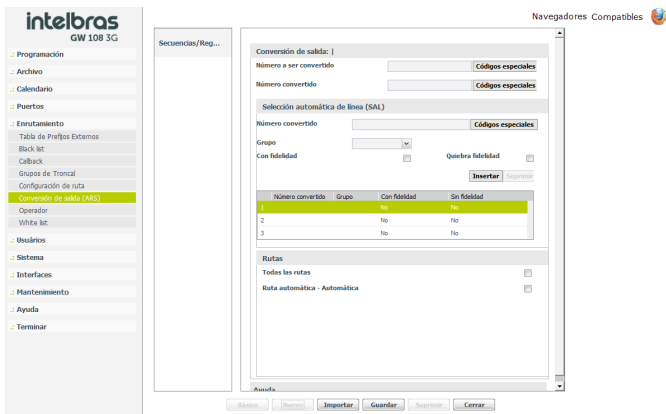 intelbras
GW 108 3G
Navegadores Compatibles
.: Programación
.: Archivo
.: Calendario
.: Puertos
.: Enrutamiento
Tabla de Prefijos Externos
Black list
Callback
Grupos de Troncal
Configuración de ruta
Conversión de salida (ARS)
Operador
White list
.: Usuários
.: Sistema
.: Interfaces
.: Mantenimiento
.: Ayuda
.: Terminar
Secuencias/Reg...
Conversión de salida: |
Número a ser convertido
Códigos especiales
Número convertido
Códigos especiales
Selección automática de línea (SAL)
Número convertido
Códigos especiales
Grupo
Con fidelidad
Quiebra fidelidad
Insertar Suprimir
Número convertido Grupo Con fidelidad Sin fidelidad
1 No No
2 No No
3 No No
Rutas
Todas las rutas
Ruta automática - Automática
Ayuda
Básico Nuevo Importar Guardar Suprimir Cerrar